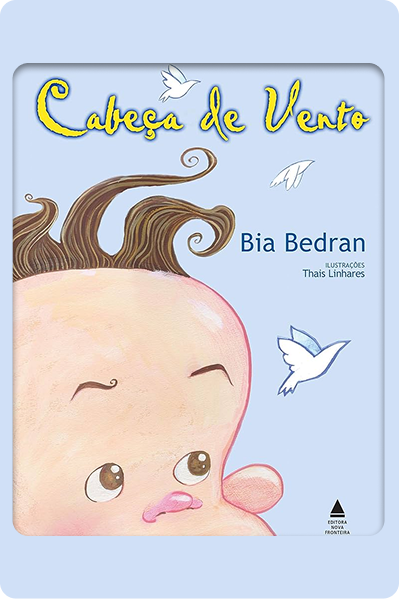 Cabeça de Vento
Bia Bedran
ILUSTRAÇÕES
Thais Linhares
EDITORA
NOVA
FRONTEIRA